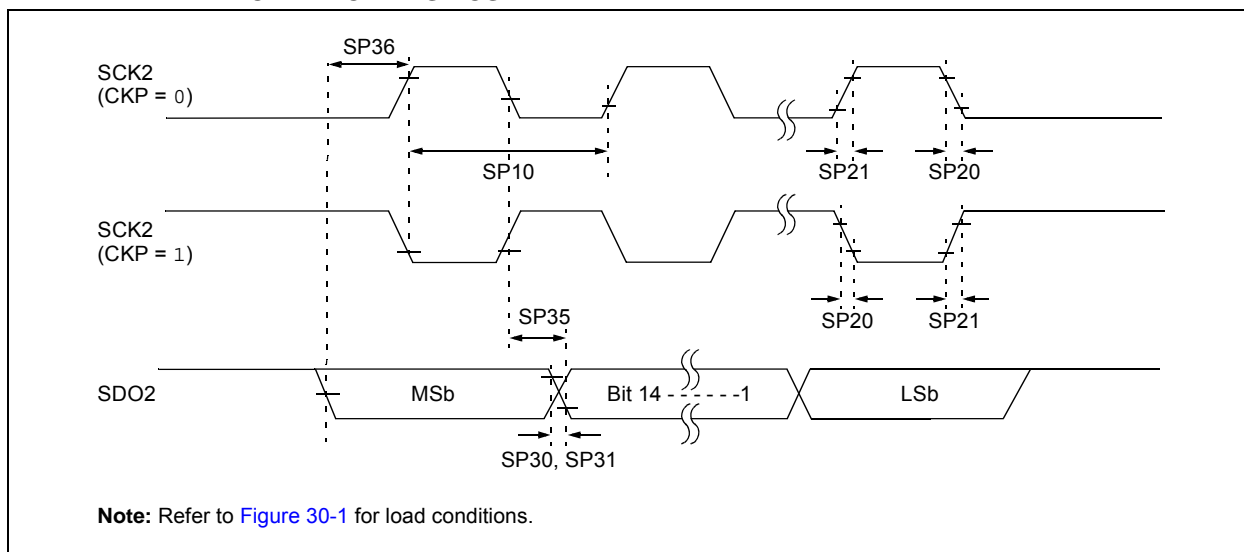 SP36
SCK2
(CKP = 0)
SP10
SP21
SP20
SCK2
(CKP = 1)
SP35
SP20
SP21
SDO2
MSb
Bit 14 - - - - - -1
LSb
SP30, SP31
Note: Refer to Figure 30-1 for load conditions.